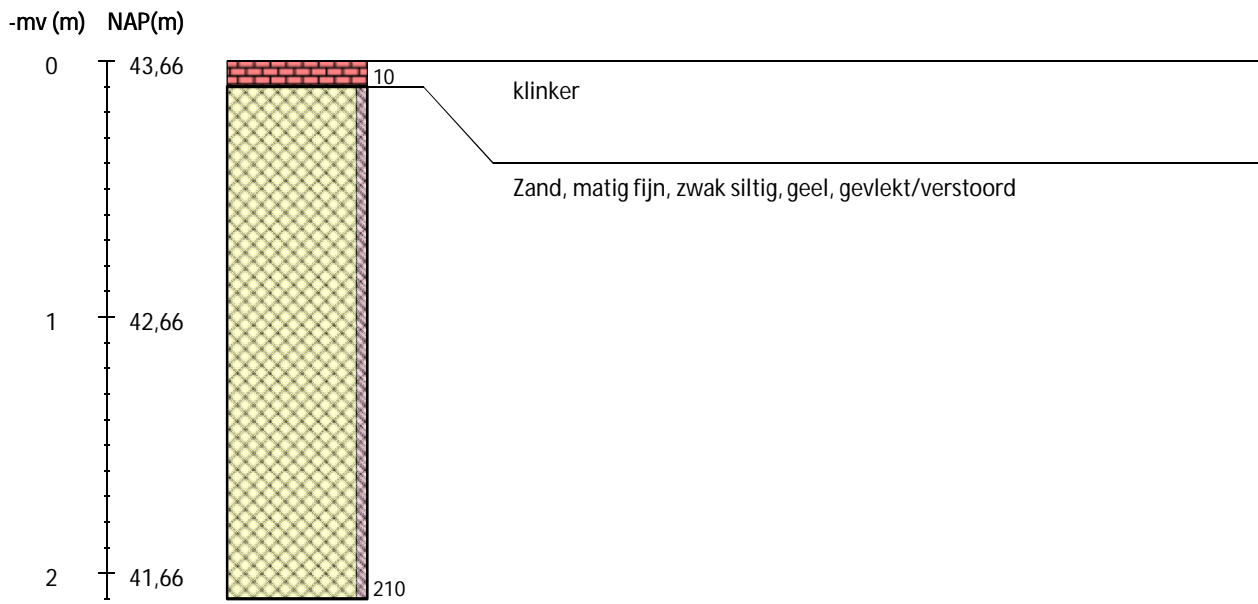 -mv (m) NAP(m)
0 43,66
10
klinker
Zand, matig fijn, zwak siltig, geel, gevlekt/verstoord
1 42,66
2 41,66
210